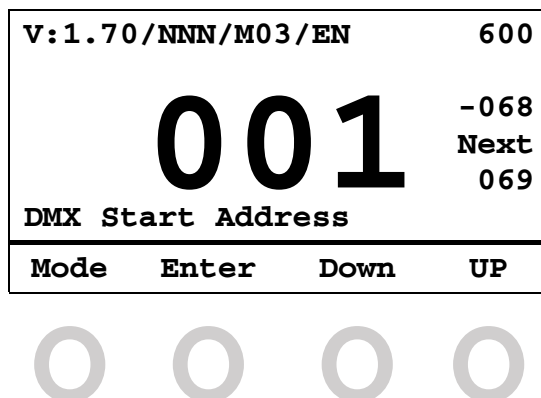 V:1.70/NNN/M03/EN 600
001
-068
Next
069
DMX Start Address
Mode Enter Down UP